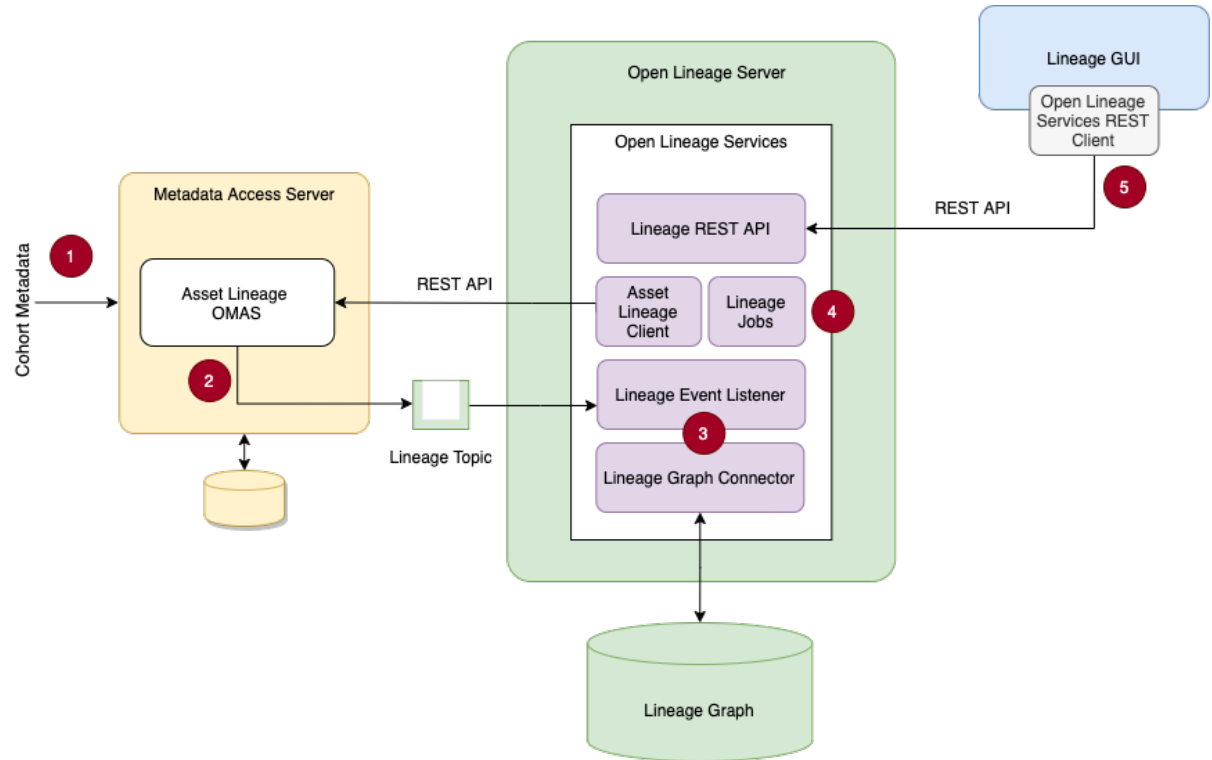 Lineage GUI
Open Lineage
Services REST
Client
5
REST API
Open Lineage Server
Open Lineage Services
Lineage REST API
Asset
Lineage
Client
Lineage
Jobs
4
Lineage Event Listener
3
Lineage Graph Connector
Metadata Access Server
1
Cohort Metadata
Asset Lineage
OMAS
REST API
2
Lineage Topic
Lineage Graph